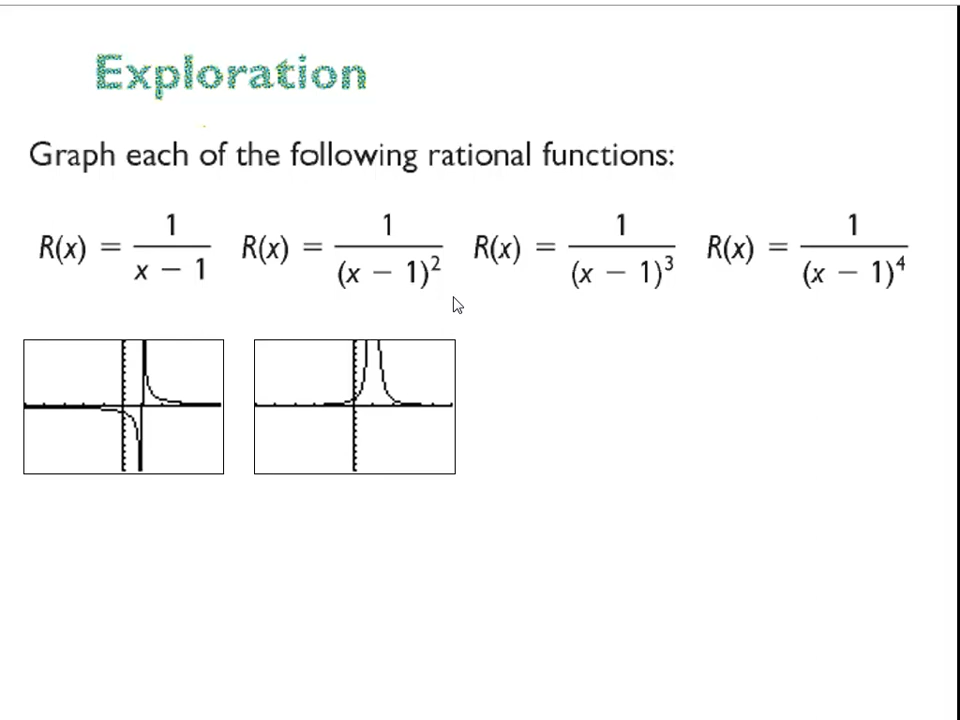 Exploration
Graph each of the following rational functions:
R(x) = 1/(x − 1) R(x) = 1/(x − 1)² R(x) = 1/(x − 1)³ R(x) = 1/(x − 1)⁴